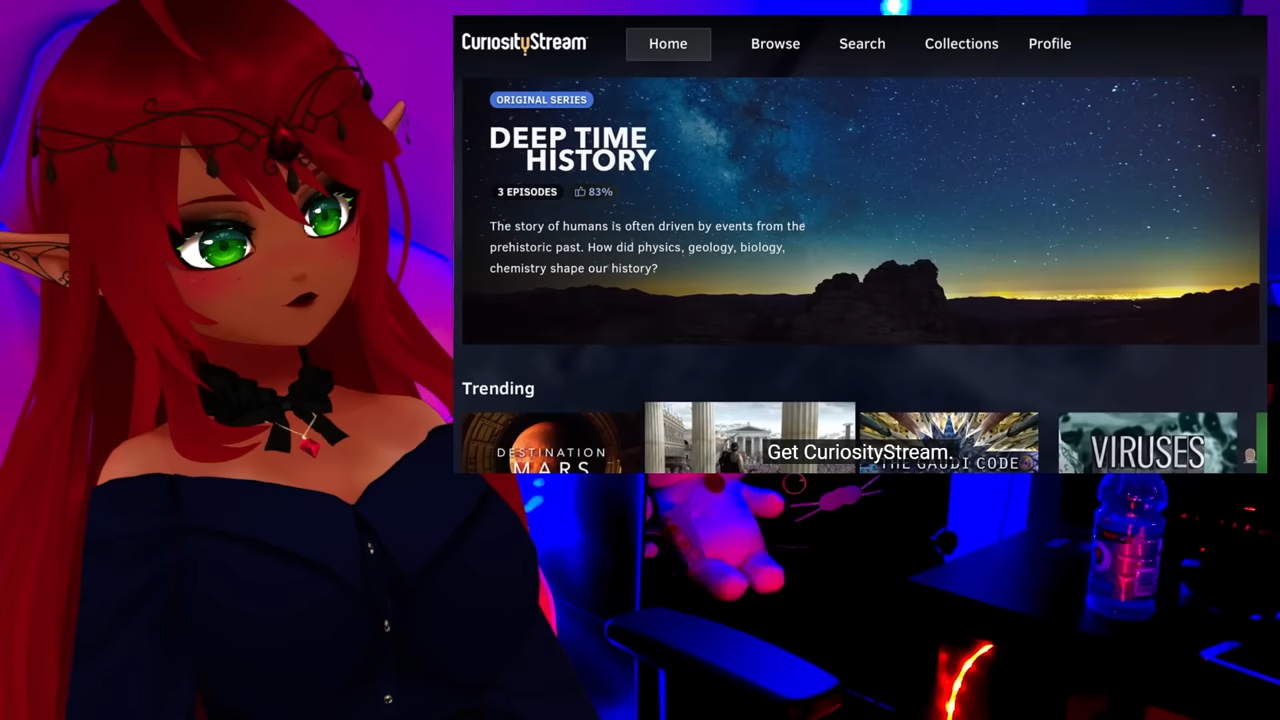 CURIOSITYSTREAM
Home
Browse
Search
Collections
Profile
ORIGINAL SERIES
DEEP TIME
HISTORY
3 EPISODES
83%
The story of humans is often driven by events from the
prehistoric past. How did physics, geology, biology,
chemistry shape our history?
Trending
DESTINATION
MARS
THE GAUDÍ CODE
VIRUSES
Get CuriosityStream.